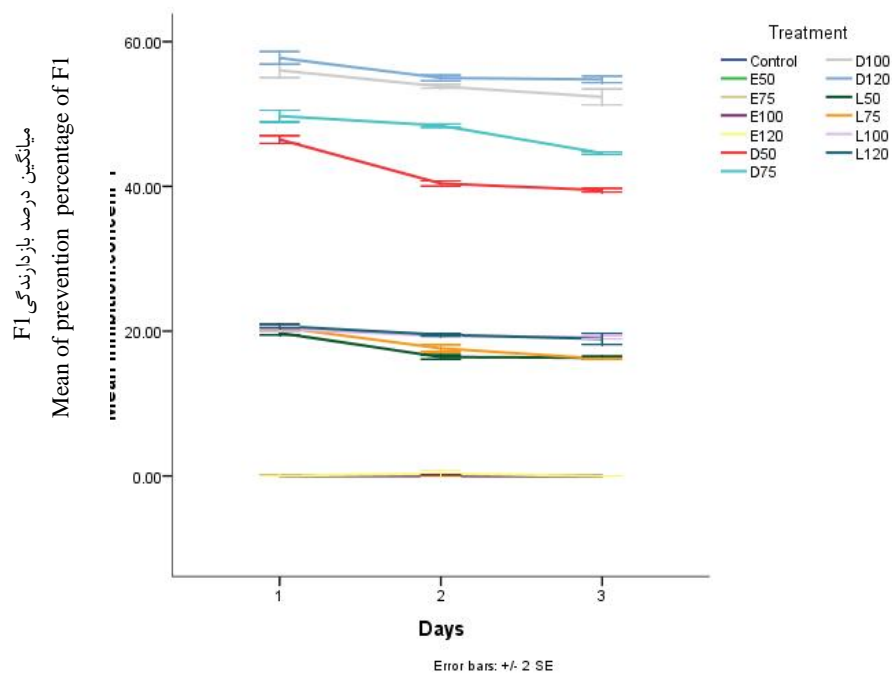 میانگین درصد بازدارندگی F1
Mean of prevention percentage of F1
60.00
40.00
20.00
0.00
1
2
3
Days
Error bars: +/- 2 SE
Treatment
Control
E50
E75
E100
E120
D50
D75
D100
D120
L50
L75
L100
L120